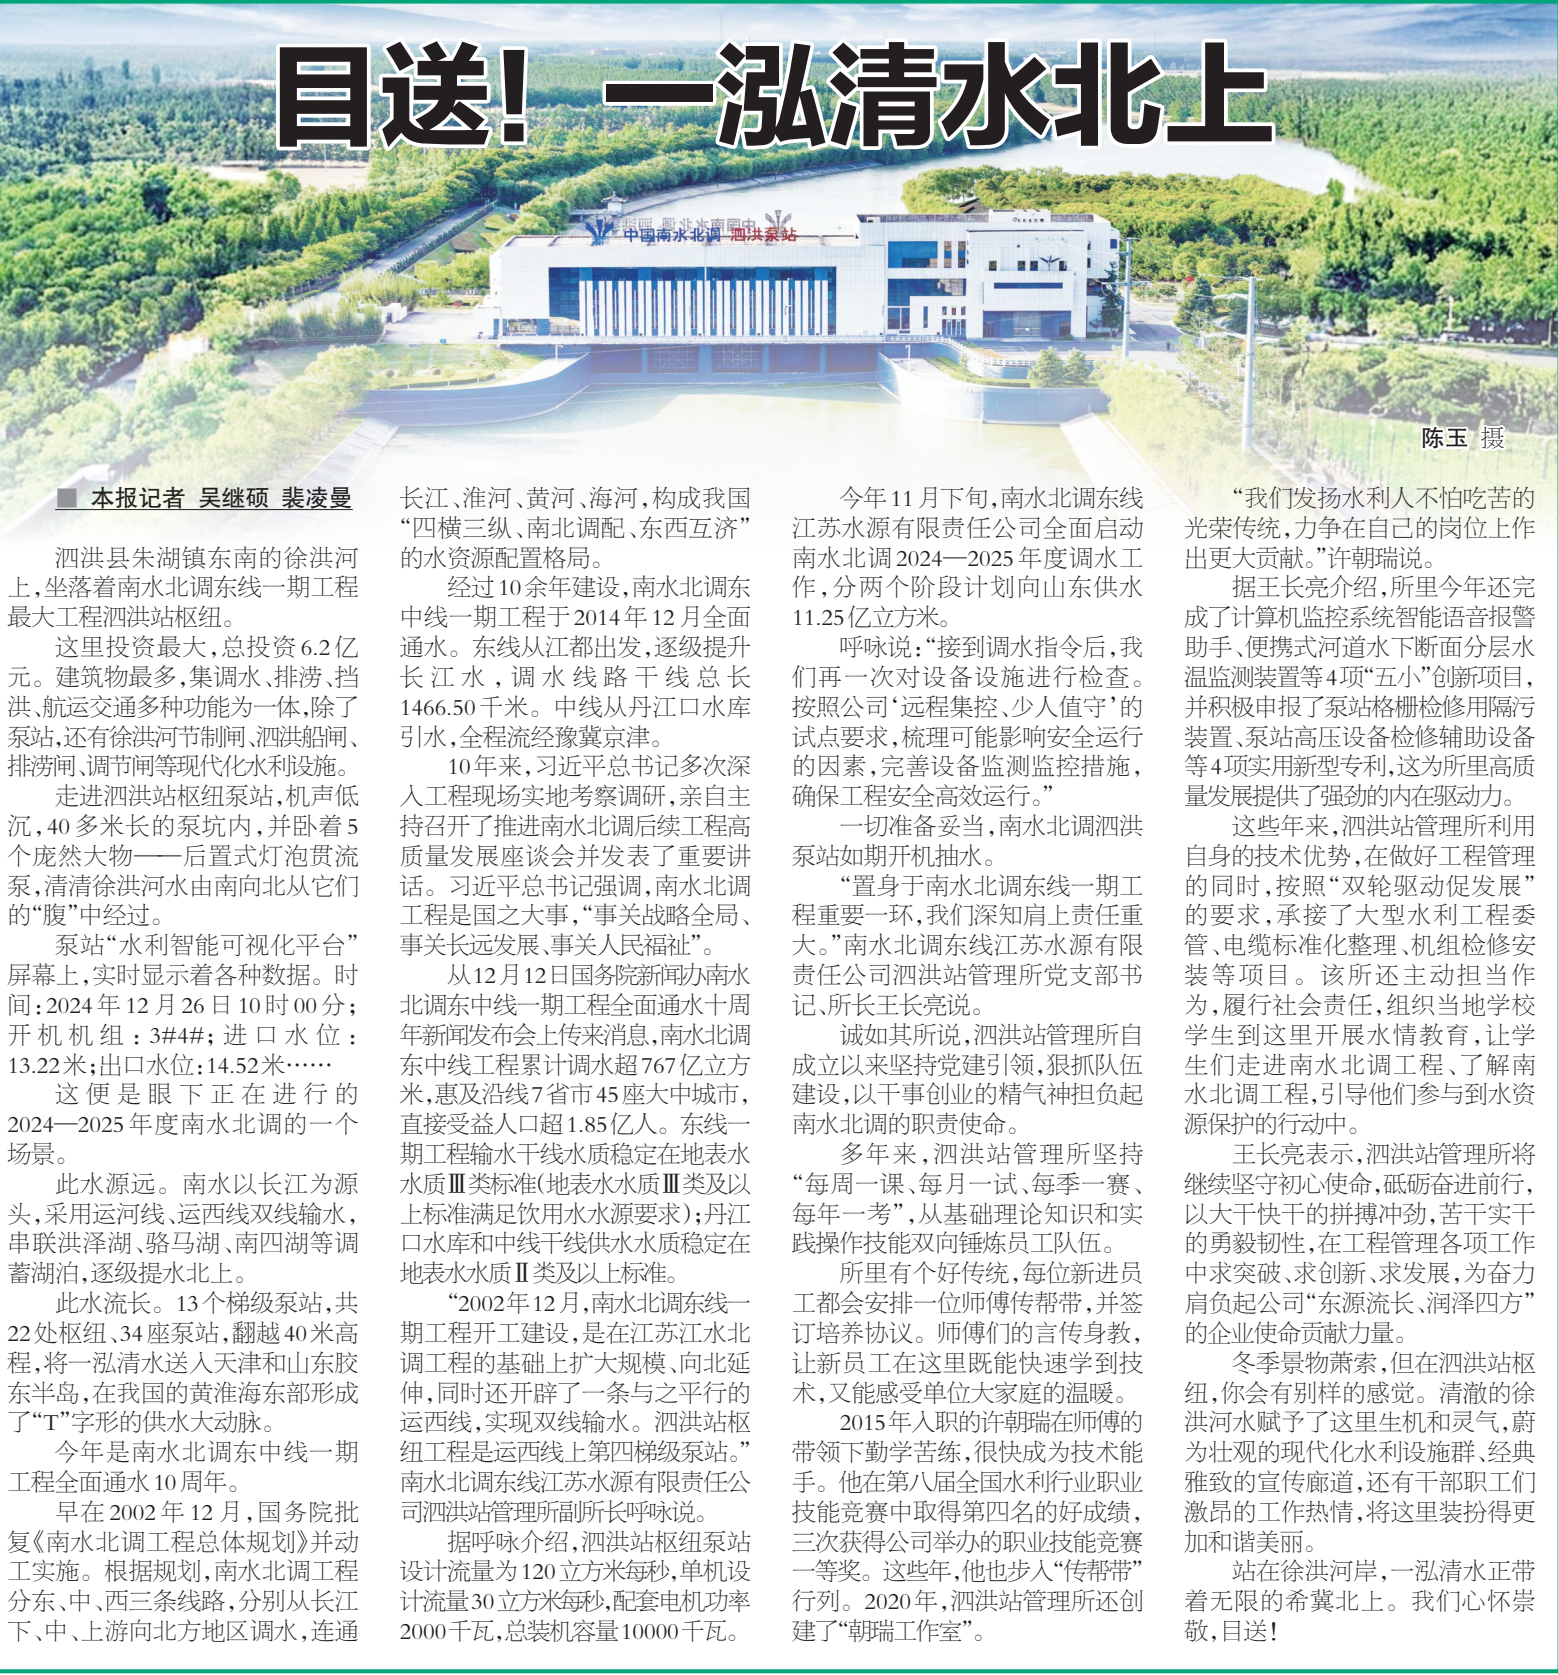 目送！一泓清水北上
中国南水北调 泗洪泵站
陈玉 摄
■ 本报记者 吴继硕 裴凌曼
泗洪县朱湖镇东南的徐洪河
上，坐落着南水北调东线一期工程
最大工程泗洪站枢纽。
这里投资最大，总投资6.2亿
元。建筑物最多，集调水、排涝、挡
洪、航运交通多种功能为一体，除了
泵站，还有徐洪河节制闸、泗洪船闸、
排涝闸、调节闸等现代化水利设施。
走进泗洪站枢纽泵站，机声低
沉，40多米长的泵坑内，并卧着5
个庞然大物——后置式灯泡贯流
泵，清清徐洪河水由南向北从它们
的“腹”中经过。
泵站“水利智能可视化平台”
屏幕上，实时显示着各种数据。时
间：2024年12月26日10时00分；
开机机组：3#4#；进口水位：
13.22米；出口水位：14.52米……
这便是眼下正在进行的
2024—2025年度南水北调的一个
场景。
此水源远。南水以长江为源
头，采用运河线、运西线双线输水，
串联洪泽湖、骆马湖、南四湖等调
蓄湖泊，逐级提水北上。
此水流长。13个梯级泵站，共
22处枢纽、34座泵站，翻越40米高
程，将一泓清水送入天津和山东胶
东半岛，在我国的黄淮海东部形成
了“T”字形的供水大动脉。
今年是南水北调东中线一期
工程全面通水10周年。
早在2002年12月，国务院批
复《南水北调工程总体规划》并动
工实施。根据规划，南水北调工程
分东、中、西三条线路，分别从长江
下、中、上游向北方地区调水，连通
长江、淮河、黄河、海河，构成我国
“四横三纵、南北调配、东西互济”
的水资源配置格局。
经过10余年建设，南水北调东
中线一期工程于2014年12月全面
通水。东线从江都出发，逐级提升
长江水，调水线路干线总长
1466.50千米。中线从丹江口水库
引水，全程流经豫冀京津。
10年来，习近平总书记多次深
入工程现场实地考察调研，亲自主
持召开了推进南水北调后续工程高
质量发展座谈会并发表了重要讲
话。习近平总书记强调，南水北调
工程是国之大事，“事关战略全局、
事关长远发展、事关人民福祉”。
从12月12日国务院新闻办南水
北调东中线一期工程全面通水十周
年新闻发布会上传来消息，南水北调
东中线工程累计调水超767亿立方
米，惠及沿线7省市45座大中城市，
直接受益人口超1.85亿人。东线一
期工程输水干线水质稳定在地表水
水质Ⅲ类标准（地表水水质Ⅲ类及以
上标准满足饮用水水源要求）；丹江
口水库和中线干线供水水质稳定在
地表水水质Ⅱ类及以上标准。
“2002年12月，南水北调东线一
期工程开工建设，是在江苏江水北
调工程的基础上扩大规模、向北延
伸，同时还开辟了一条与之平行的
运西线，实现双线输水。泗洪站枢
纽工程是运西线上第四梯级泵站。”
南水北调东线江苏水源有限责任公
司泗洪站管理所副所长呼咏说。
据呼咏介绍，泗洪站枢纽泵站
设计流量为120立方米每秒，单机设
计流量30立方米每秒，配套电机功率
2000千瓦，总装机容量10000千瓦。
今年11月下旬，南水北调东线
江苏水源有限责任公司全面启动
南水北调2024—2025年度调水工
作，分两个阶段计划向山东供水
11.25亿立方米。
呼咏说：“接到调水指令后，我
们再一次对设备设施进行检查。
按照公司‘远程集控、少人值守’的
试点要求，梳理可能影响安全运行
的因素，完善设备监测监控措施，
确保工程安全高效运行。”
一切准备妥当，南水北调泗洪
泵站如期开机抽水。
“置身于南水北调东线一期工
程重要一环，我们深知肩上责任重
大。”南水北调东线江苏水源有限
责任公司泗洪站管理所党支部书
记、所长王长亮说。
诚如其所说，泗洪站管理所自
成立以来坚持党建引领，狠抓队伍
建设，以干事创业的精气神担负起
南水北调的职责使命。
多年来，泗洪站管理所坚持
“每周一课、每月一试、每季一赛、
每年一考”，从基础理论知识和实
践操作技能双向锤炼员工队伍。
所里有个好传统，每位新进员
工都会安排一位师傅传帮带，并签
订培养协议。师傅们的言传身教，
让新员工在这里既能快速学到技
术，又能感受单位大家庭的温暖。
2015年入职的许朝瑞在师傅的
带领下勤学苦练，很快成为技术能
手。他在第八届全国水利行业职业
技能竞赛中取得第四名的好成绩，
三次获得公司举办的职业技能竞赛
一等奖。这些年，他也步入“传帮带”
行列。2020年，泗洪站管理所还创
建了“朝瑞工作室”。
“我们发扬水利人不怕吃苦的
光荣传统，力争在自己的岗位上作
出更大贡献。”许朝瑞说。
据王长亮介绍，所里今年还完
成了计算机监控系统智能语音报警
助手、便携式河道水下断面分层水
温监测装置等4项“五小”创新项目，
并积极申报了泵站格栅检修用隔污
装置、泵站高压设备检修辅助设备
等4项实用新型专利，这为所里高质
量发展提供了强劲的内在驱动力。
这些年来，泗洪站管理所利用
自身的技术优势，在做好工程管理
的同时，按照“双轮驱动促发展”
的要求，承接了大型水利工程委
管、电缆标准化整理、机组检修安
装等项目。该所还主动担当作
为，履行社会责任，组织当地学校
学生到这里开展水情教育，让学
生们走进南水北调工程、了解南
水北调工程，引导他们参与到水资
源保护的行动中。
王长亮表示，泗洪站管理所将
继续坚守初心使命，砥砺奋进前行，
以大干快干的拼搏冲劲，苦干实干
的勇毅韧性，在工程管理各项工作
中求突破、求创新、求发展，为奋力
肩负起公司“东源流长、润泽四方”
的企业使命贡献力量。
冬季景物萧索，但在泗洪站枢
纽，你会有别样的感觉。清澈的徐
洪河水赋予了这里生机和灵气，蔚
为壮观的现代化水利设施群、经典
雅致的宣传廊道，还有干部职工们
激昂的工作热情，将这里装扮得更
加和谐美丽。
站在徐洪河岸，一泓清水正带
着无限的希冀北上。我们心怀崇
敬，目送！